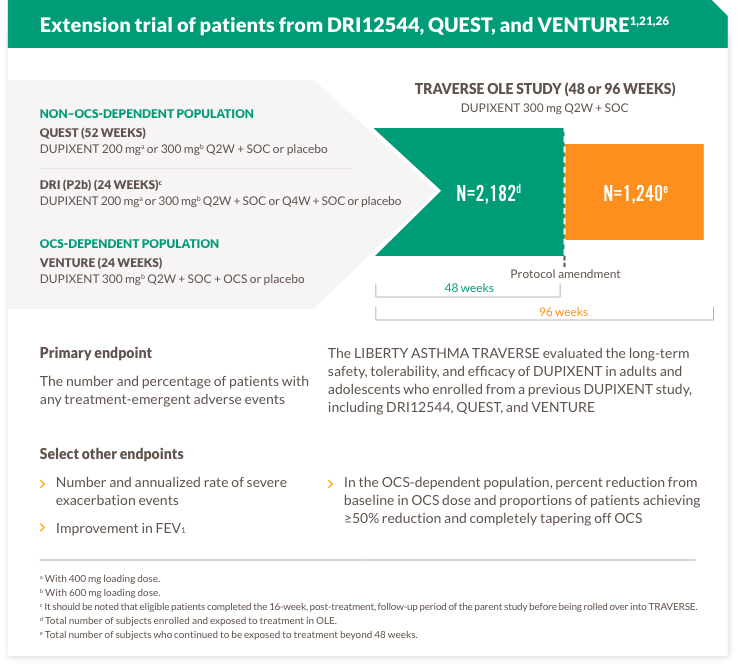 Extension trial of patients from DRI12544, QUEST, and VENTURE1,21,26
TRAVERSE OLE STUDY (48 or 96 WEEKS)
DUPIXENT 300 mg Q2W + SOC
NON–OCS-DEPENDENT POPULATION
QUEST (52 WEEKS)
DUPIXENT 200 mgᵃ or 300 mgᵇ Q2W + SOC or placebo
DRI (P2b) (24 WEEKS)ᶜ
DUPIXENT 200 mgᵃ or 300 mgᵇ Q2W + SOC or Q4W + SOC or placebo
OCS-DEPENDENT POPULATION
VENTURE (24 WEEKS)
DUPIXENT 300 mgᵇ Q2W + SOC + OCS or placebo
N=2,182ᵈ
N=1,240ᵉ
Protocol amendment
48 weeks
96 weeks
Primary endpoint
The number and percentage of patients with
any treatment-emergent adverse events
The LIBERTY ASTHMA TRAVERSE evaluated the long-term
safety, tolerability, and efficacy of DUPIXENT in adults and
adolescents who enrolled from a previous DUPIXENT study,
including DRI12544, QUEST, and VENTURE
Select other endpoints
Number and annualized rate of severe
exacerbation events
Improvement in FEV₁
In the OCS-dependent population, percent reduction from
baseline in OCS dose and proportions of patients achieving
≥50% reduction and completely tapering off OCS
ᵃ With 400 mg loading dose.
ᵇ With 600 mg loading dose.
ᶜ It should be noted that eligible patients completed the 16-week, post-treatment, follow-up period of the parent study before being rolled over into TRAVERSE.
ᵈ Total number of subjects enrolled and exposed to treatment in OLE.
ᵉ Total number of subjects who continued to be exposed to treatment beyond 48 weeks.